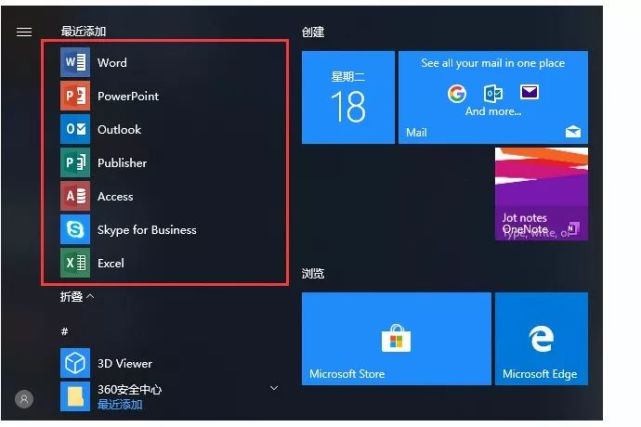 最近添加
Word
PowerPoint
Outlook
Publisher
Access
Skype for Business
Excel
折叠
#
3D Viewer
360安全中心
最近添加
创建
星期二
18
See all your mail in one place
And more...
Mail
Jot notes
OneNote
Type, write, or
浏览
Microsoft Store
Microsoft Edge